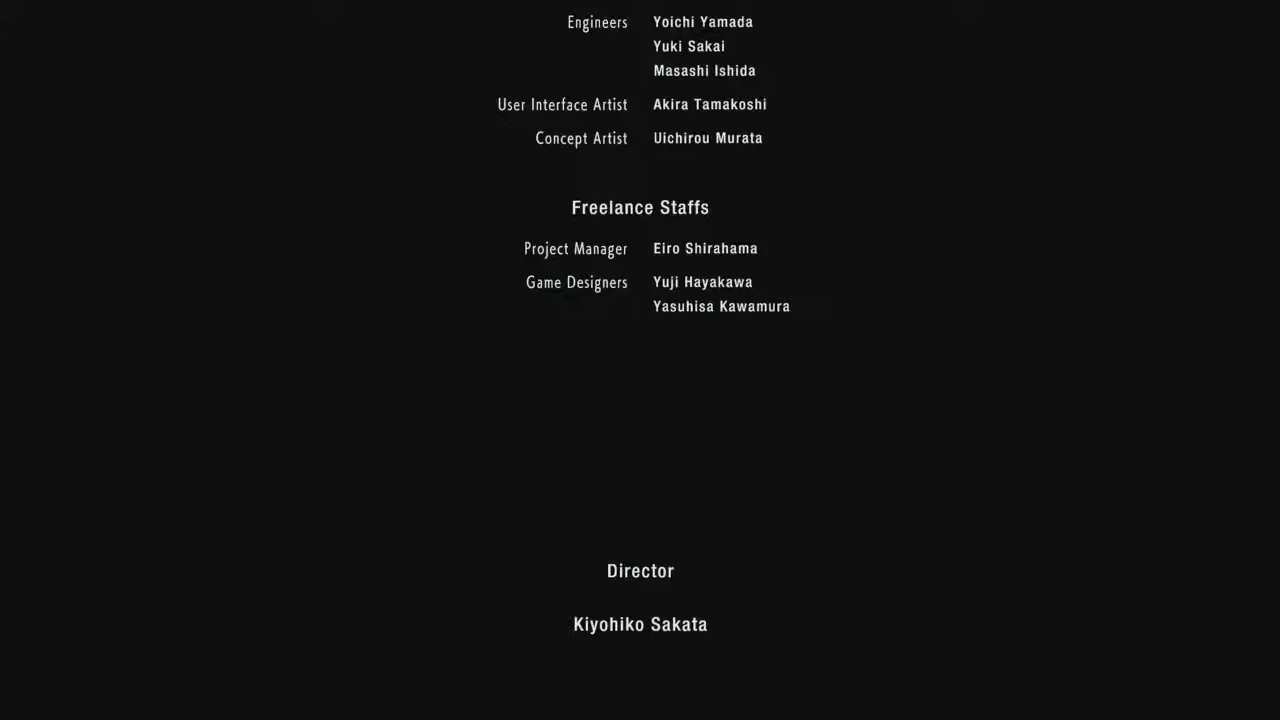 Engineers Yoichi Yamada
Yuki Sakai
Masashi Ishida
User Interface Artist Akira Tamakoshi
Concept Artist Uichirou Murata
Freelance Staffs
Project Manager Eiro Shirahama
Game Designers Yuji Hayakawa
Yasuhisa Kawamura
Director
Kiyohiko Sakata